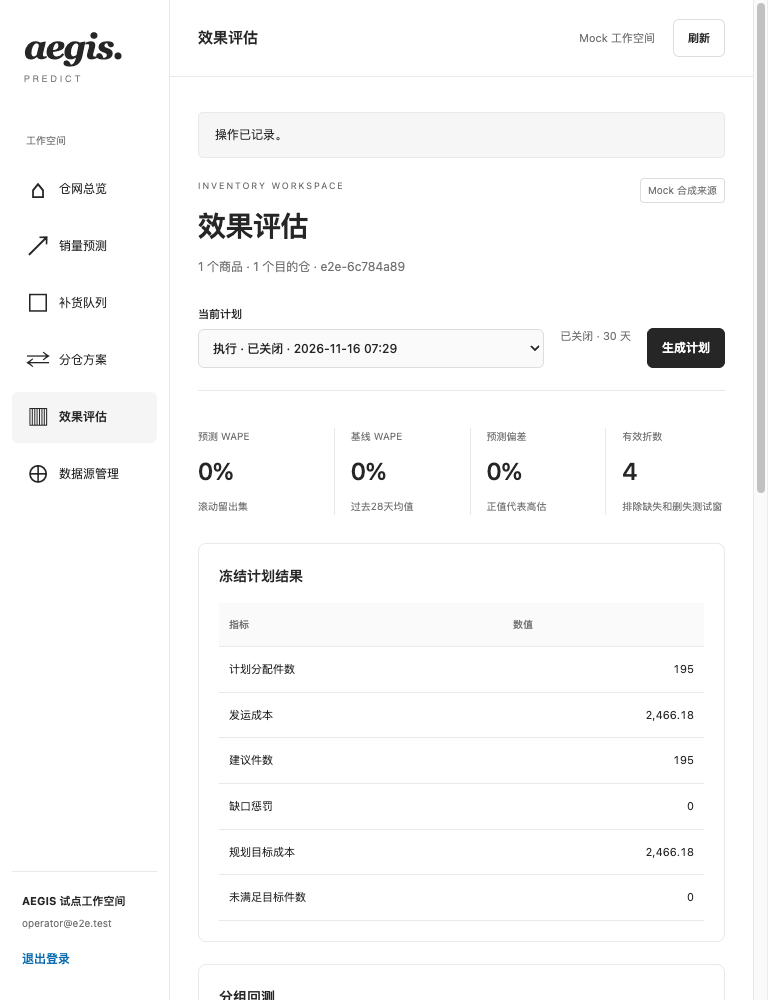 aegis.
PREDICT
工作空间
仓网总览
销量预测
补货队列
分仓方案
效果评估
数据源管理
AEGIS 试点工作空间
operator@e2e.test
退出登录
效果评估
Mock 工作空间
刷新
操作已记录。
INVENTORY WORKSPACE
Mock 合成来源
效果评估
1 个商品 · 1 个目的仓 · e2e-6c784a89
当前计划
执行 · 已关闭 · 2026-11-16 07:29
已关闭 · 30 天
生成计划
预测 WAPE
0%
滚动留出集
基线 WAPE
0%
过去28天均值
预测偏差
0%
正值代表高估
有效折数
4
排除缺失和删失测试窗
冻结计划结果
指标 数值
计划分配件数 195
发运成本 2,466.18
建议件数 195
缺口惩罚 0
规划目标成本 2,466.18
未满足目标件数 0
分组回测